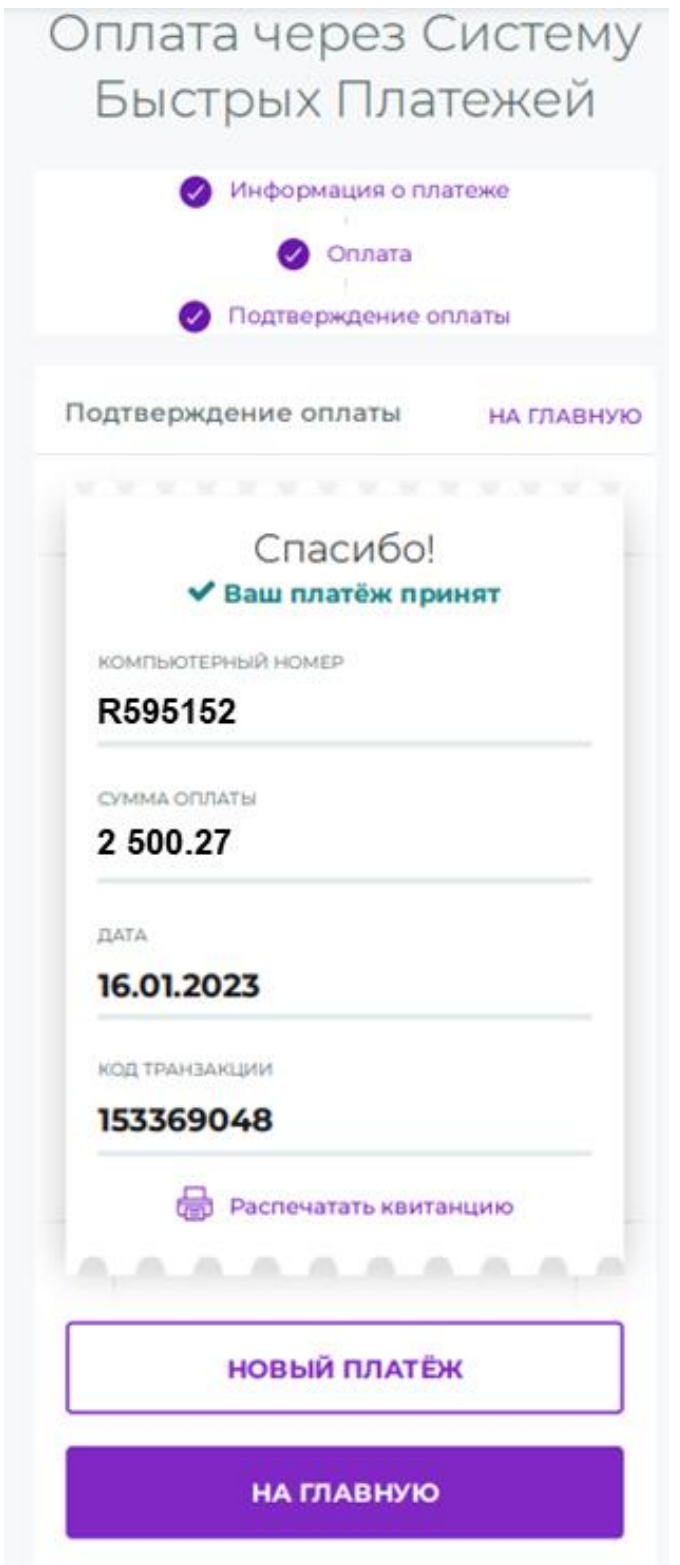 Оплата через Систему
Быстрых Платежей
Информация о платеже
Оплата
Подтверждение оплаты
Подтверждение оплаты НА ГЛАВНУЮ
Спасибо!
Ваш платёж принят
КОМПЬЮТЕРНЫЙ НОМЕР
R595152
СУММА ОПЛАТЫ
2 500.27
ДАТА
16.01.2023
КОД ТРАНЗАКЦИИ
153369048
Распечатать квитанцию
НОВЫЙ ПЛАТЁЖ
НА ГЛАВНУЮ